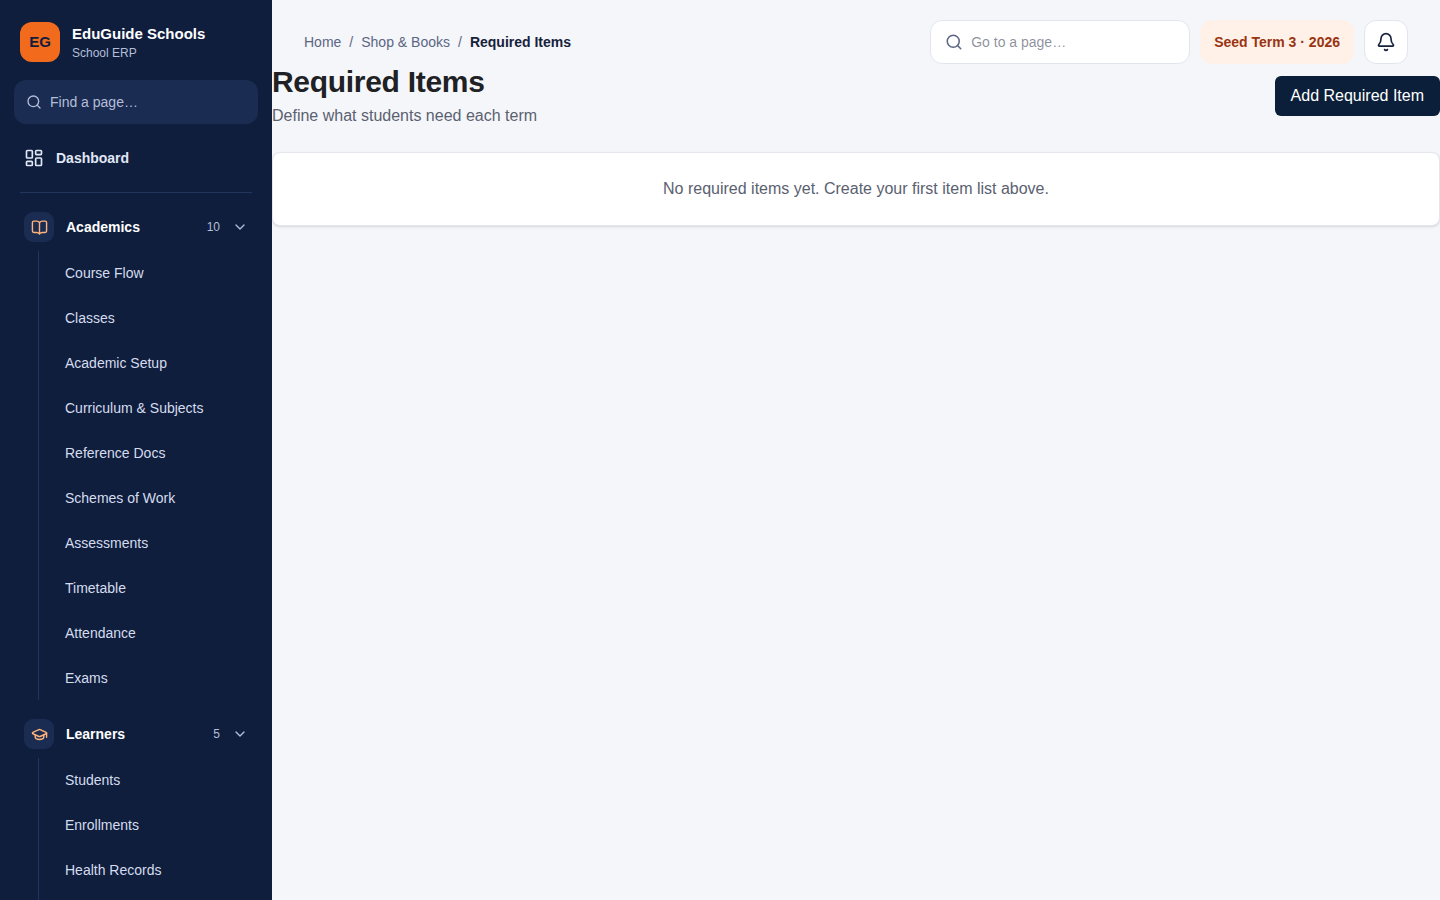 EG
EduGuide Schools
School ERP
Find a page…
Dashboard
Academics 10
Course Flow
Classes
Academic Setup
Curriculum & Subjects
Reference Docs
Schemes of Work
Assessments
Timetable
Attendance
Exams
Learners 5
Students
Enrollments
Health Records
Home / Shop & Books / Required Items
Go to a page…
Seed Term 3 · 2026
Required Items
Define what students need each term
Add Required Item
No required items yet. Create your first item list above.